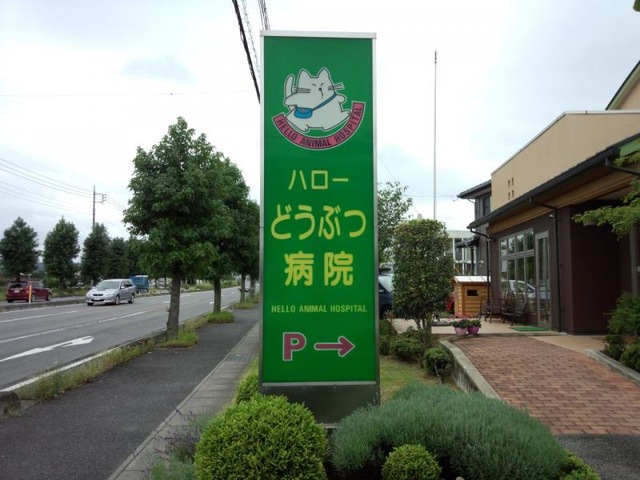 HELLO ANIMAL HOSPITAL
ハロー
どうぶつ
病院
HELLO ANIMAL HOSPITAL
P→